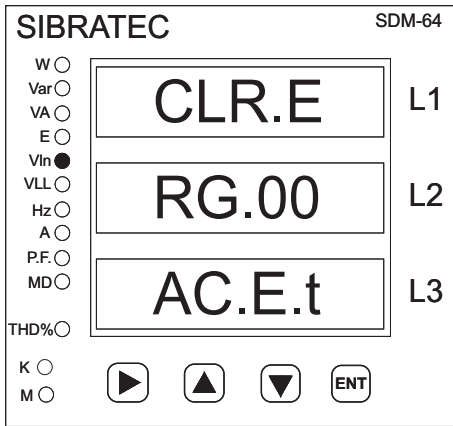 SIBRATEC SDM-64
W
Var
VA
E
Vln
VLL
Hz
A
P.F.
MD
THD%
K
M
CLR.E L1
RG.00 L2
AC.E.t L3
ENT